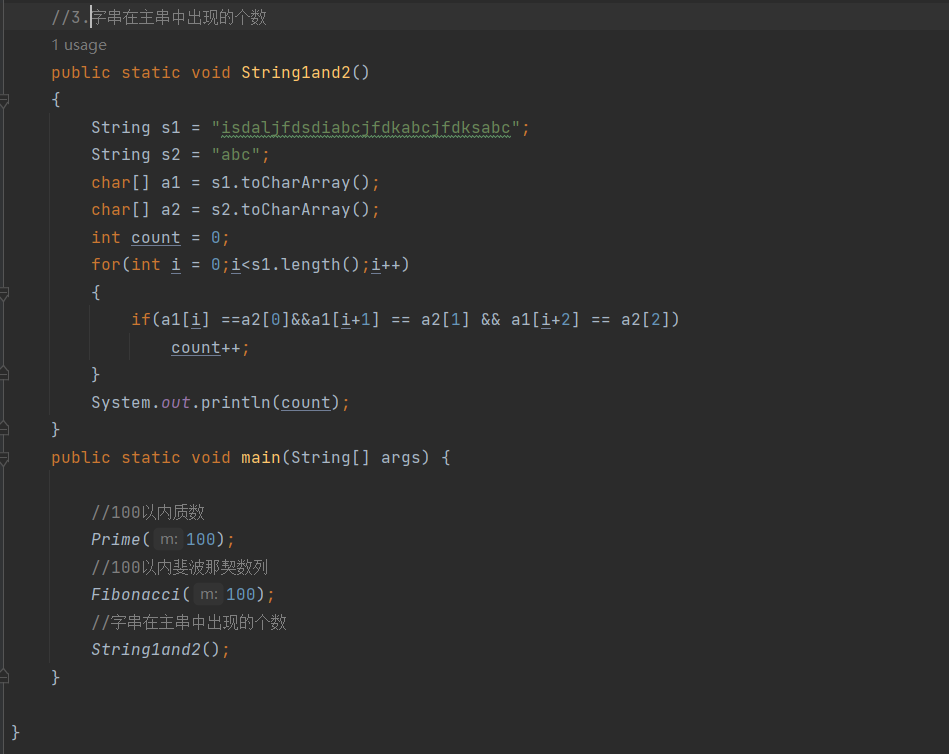 //3.字串在主串中出现的个数
1 usage
public static void String1and2()
{
String s1 = "isdaljfdsdiabcjfdkabcjfdksabc";
String s2 = "abc";
char[] a1 = s1.toCharArray();
char[] a2 = s2.toCharArray();
int count = 0;
for(int i = 0;i<s1.length();i++)
{
if(a1[i] ==a2[0]&&a1[i+1] == a2[1] && a1[i+2] == a2[2])
count++;
}
System.out.println(count);
}
public static void main(String[] args) {
//100以内质数
Prime( m: 100);
//100以内斐波那契数列
Fibonacci( m: 100);
//字串在主串中出现的个数
String1and2();
}
}